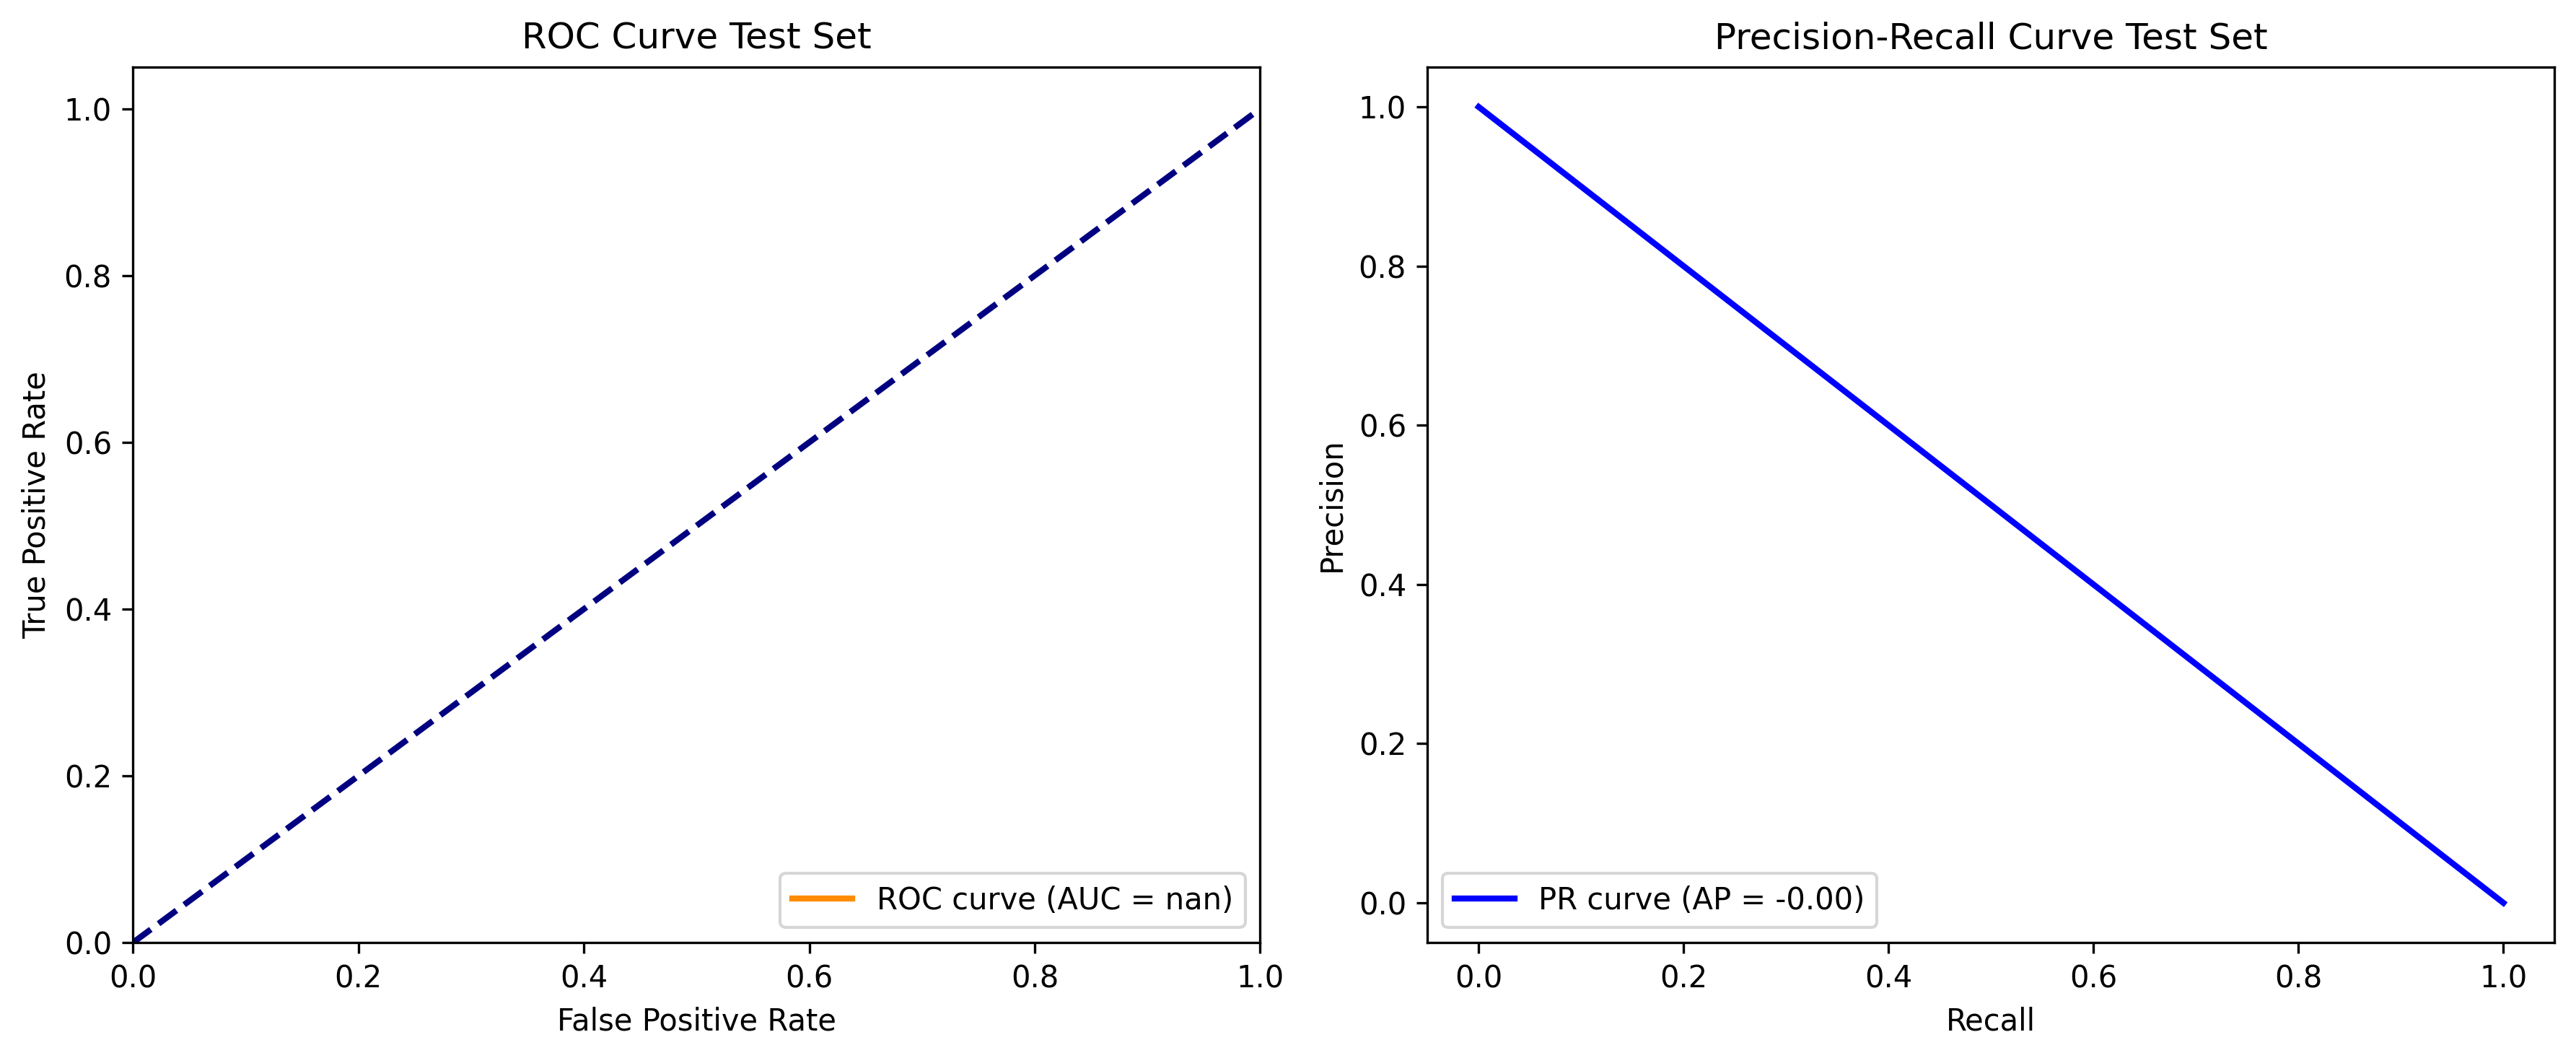 ROC Curve Test Set
True Positive Rate
1.0
0.8
0.6
0.4
0.2
0.0
ROC curve (AUC = nan)
0.0 0.2 0.4 0.6 0.8 1.0
False Positive Rate
Precision-Recall Curve Test Set
Precision
1.0
0.8
0.6
0.4
0.2
0.0
PR curve (AP = -0.00)
0.0 0.2 0.4 0.6 0.8 1.0
Recall